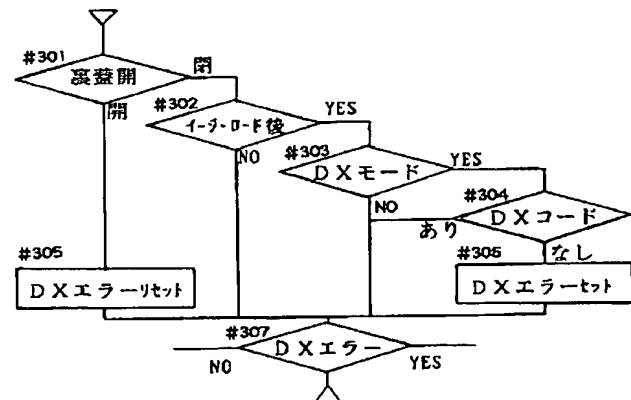 #301
裏蓋開
閉
開
#302
イージーロード後
YES
NO
#303
DXモード
YES
NO
#304
DXコード
あり
なし
#305
DXエラーリセット
#305
DXエラーセット
#307
DXエラー
NO
YES